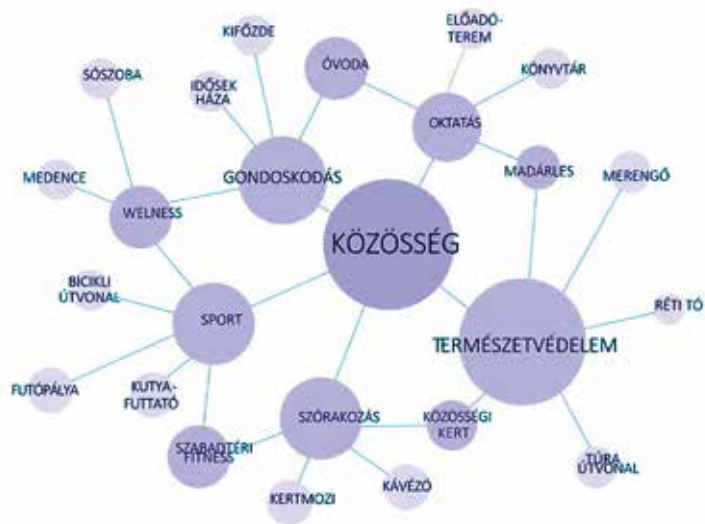 ELŐADÓ-
TEREM
KIFŐZDE
ÓVODA
KÖNYVTÁR
SÓSZOBA
IDŐSEK
HÁZA
OKTATÁS
MADÁRLES
MERENGŐ
MEDENCE
GONDOSKODÁS
WELNESS
KÖZÖSSÉG
BICIKLI
ÚTVONAL
SPORT
RÉTI TÓ
TERMÉSZETVÉDELEM
FUTÓPÁLYA
KUTYA-
FUTTATÓ
SZÓRAKOZÁS
KÖZÖSSÉGI
KERT
SZABADTÉRI
FITNESS
TÚRA
ÚTVONAL
KERTMOZI
KÁVÉZÓ